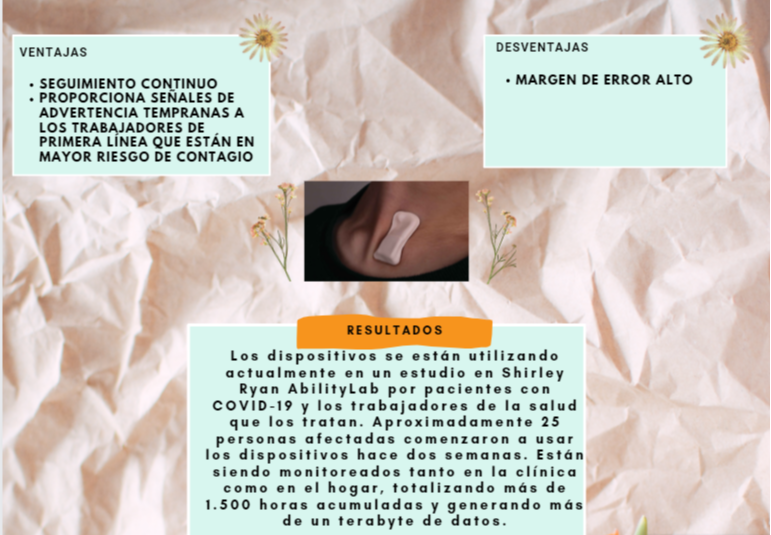 VENTAJAS
• SEGUIMIENTO CONTINUO
• PROPORCIONA SEÑALES DE
ADVERTENCIA TEMPRANAS A
LOS TRABAJADORES DE
PRIMERA LÍNEA QUE ESTÁN EN
MAYOR RIESGO DE CONTAGIO
DESVENTAJAS
• MARGEN DE ERROR ALTO
RESULTADOS
Los dispositivos se están utilizando
actualmente en un estudio en Shirley
Ryan AbilityLab por pacientes con
COVID-19 y los trabajadores de la salud
que los tratan. Aproximadamente 25
personas afectadas comenzaron a usar
los dispositivos hace dos semanas. Están
siendo monitoreados tanto en la clínica
como en el hogar, totalizando más de
1.500 horas acumuladas y generando más
de un terabyte de datos.